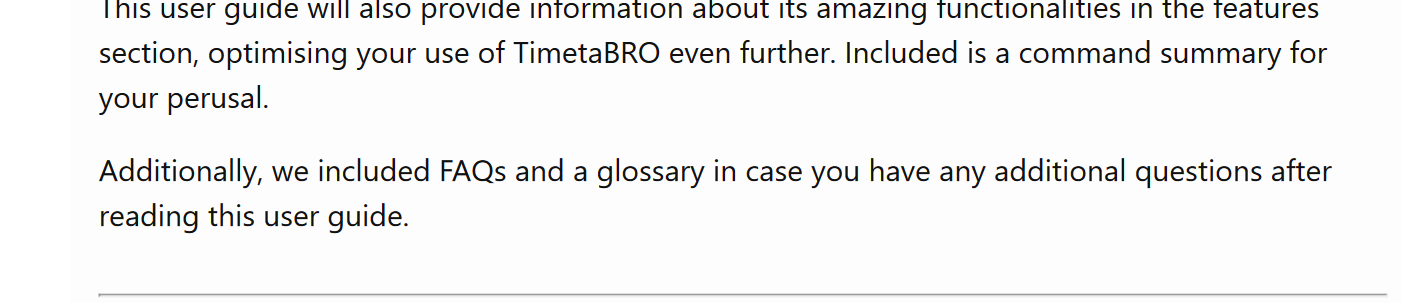 This user guide will also provide information about its amazing functionalities in the features
section, optimising your use of TimetaBRO even further. Included is a command summary for
your perusal.
Additionally, we included FAQs and a glossary in case you have any additional questions after
reading this user guide.